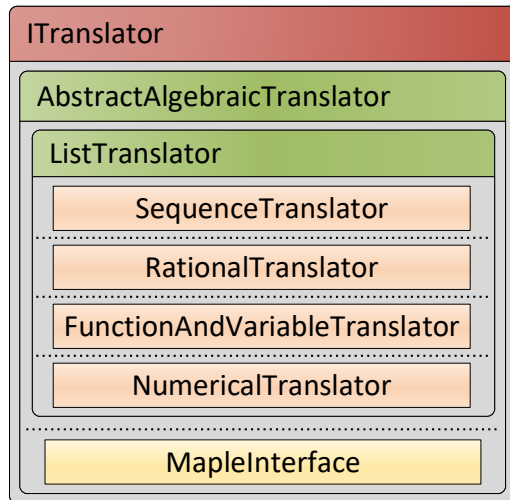 ITranslator
AbstractAlgebraicTranslator
ListTranslator
SequenceTranslator
RationalTranslator
FunctionAndVariableTranslator
NumericalTranslator
MapleInterface